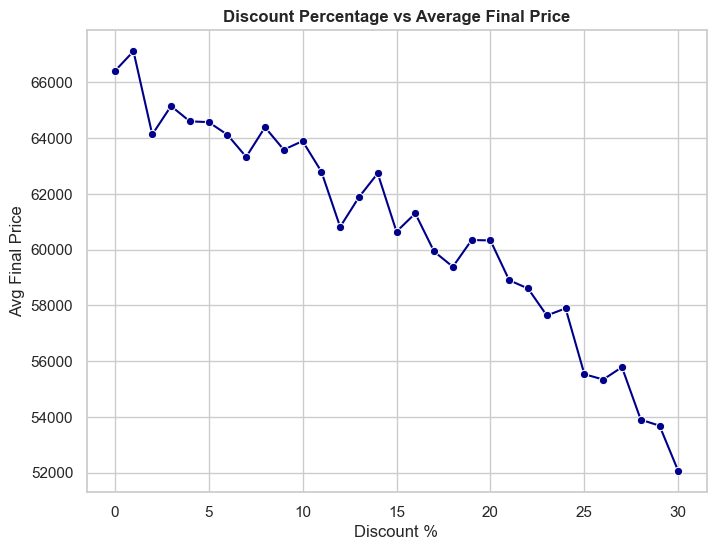 Discount Percentage vs Average Final Price
Avg Final Price
66000
64000
62000
60000
58000
56000
54000
52000
0 5 10 15 20 25 30
Discount %